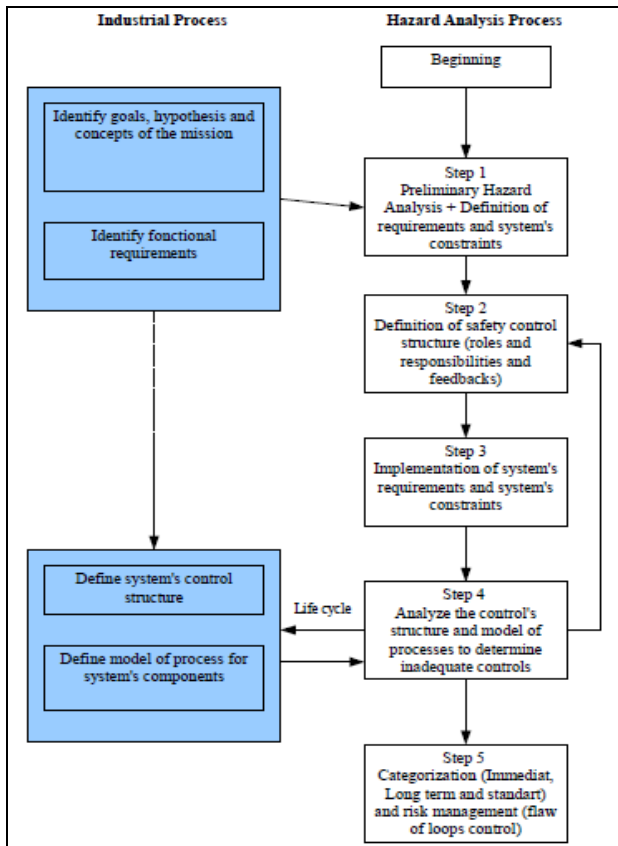 Industrial Process
Hazard Analysis Process
Beginning
Identify goals, hypothesis and
concepts of the mission
Identify fonctional
requirements
Step 1
Preliminary Hazard
Analysis + Definition of
requirements and system's
constraints
Step 2
Definition of safety control
structure (roles and
responsibilities and
feedbacks)
Step 3
Implementation of system's
requirements and system's
constraints
Define system's control
structure
Define model of process for
system's components
Life cycle
Step 4
Analyze the control's
structure and model of
processes to determine
inadequate controls
Step 5
Categorization (Immediat,
Long term and standart)
and risk management (flaw
of loops control)